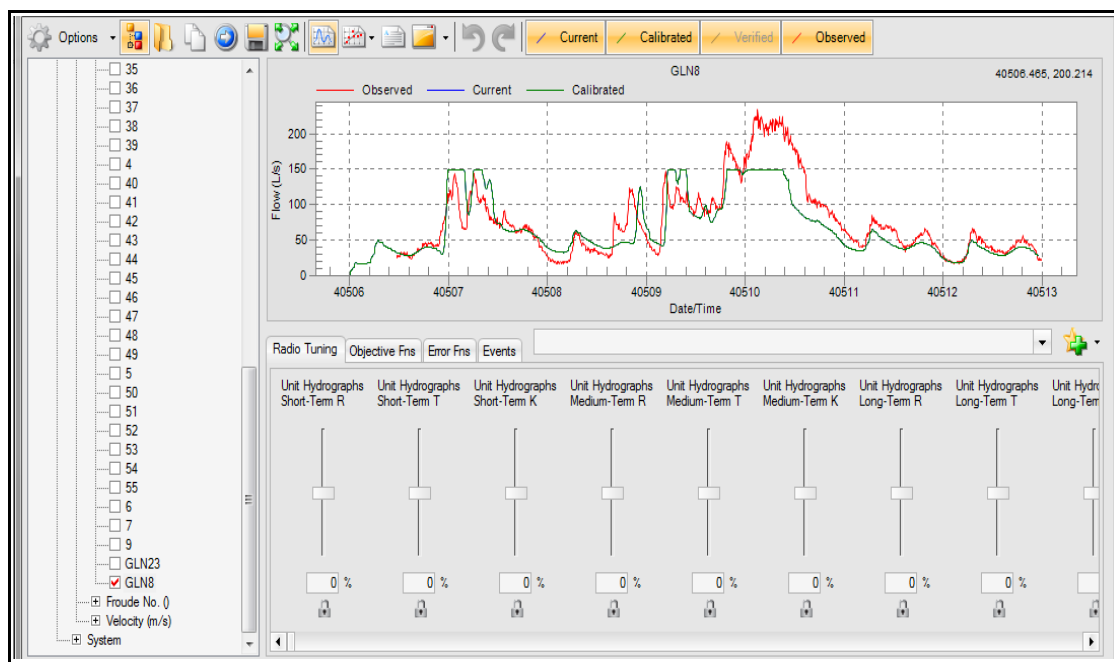 Options
Current
Calibrated
Verified
Observed
35
36
37
38
39
4
40
41
42
43
44
45
46
47
48
49
5
50
51
52
53
54
55
6
7
9
GLN23
GLN8
Froude No. ()
Velocity (m/s)
System
GLN8
40506.465, 200.214
Observed
Current
Calibrated
Flow (L/s)
200
150
100
50
0
40506 40507 40508 40509 40510 40511 40512 40513
Date/Time
Radio Tuning Objective Fns Error Fns Events
Unit Hydrographs Short-Term R
Unit Hydrographs Short-Term T
Unit Hydrographs Short-Term K
Unit Hydrographs Medium-Term R
Unit Hydrographs Medium-Term T
Unit Hydrographs Medium-Term K
Unit Hydrographs Long-Term R
Unit Hydrographs Long-Term T
Unit Hydro Long-Term
0 % 0 % 0 % 0 % 0 % 0 % 0 % 0 %